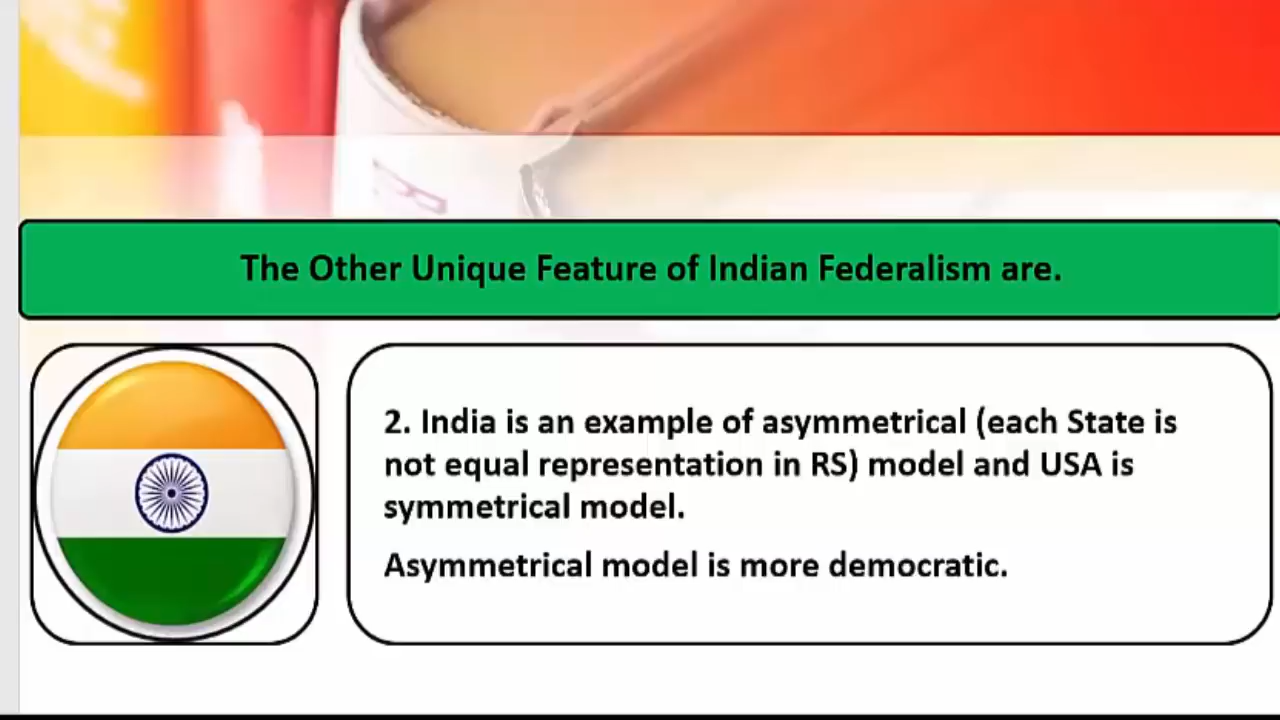 The Other Unique Feature of Indian Federalism are.
2. India is an example of asymmetrical (each State is
not equal representation in RS) model and USA is
symmetrical model.
Asymmetrical model is more democratic.